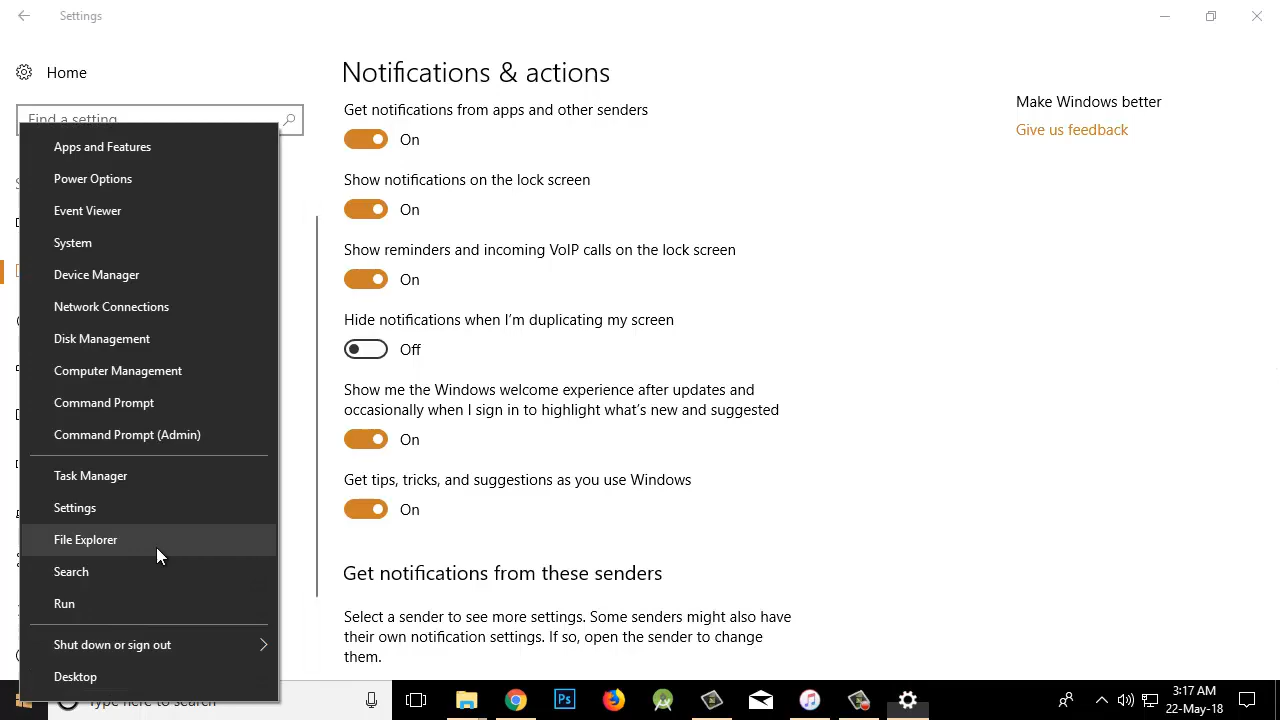 Settings
Home
Find a setting
Notifications & actions
Get notifications from apps and other senders
On
Show notifications on the lock screen
On
Show reminders and incoming VoIP calls on the lock screen
On
Hide notifications when I'm duplicating my screen
Off
Show me the Windows welcome experience after updates and
occasionally when I sign in to highlight what's new and suggested
On
Get tips, tricks, and suggestions as you use Windows
On
Get notifications from these senders
Select a sender to see more settings. Some senders might also have
their own notification settings. If so, open the sender to change
them.
Make Windows better
Give us feedback
Apps and Features
Power Options
Event Viewer
System
Device Manager
Network Connections
Disk Management
Computer Management
Command Prompt
Command Prompt (Admin)
Task Manager
Settings
File Explorer
Search
Run
Shut down or sign out
Desktop
Type here to search
Ps
3:17 AM
22-May-18